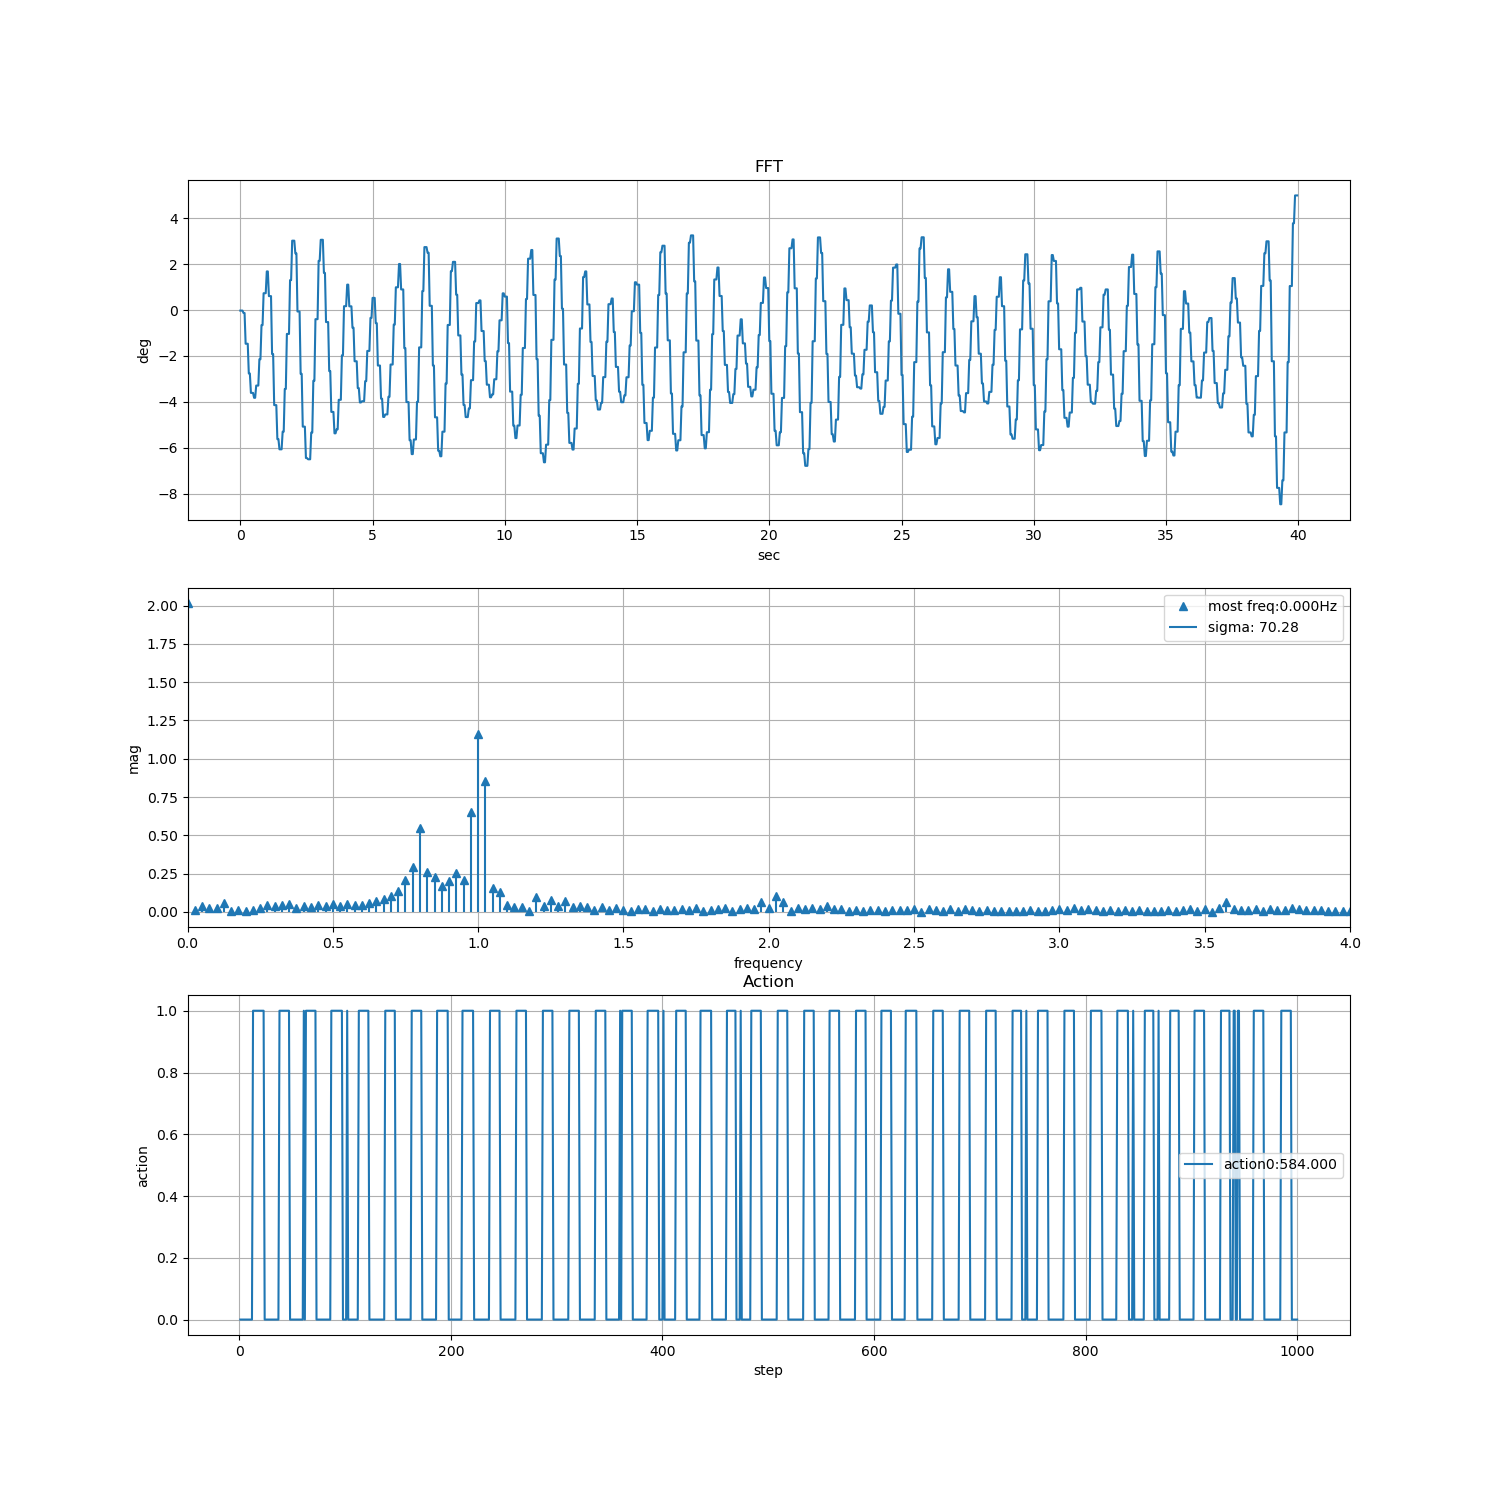 FFT
4
2
0
−2
−4
−6
−8
deg
0 5 10 15 20 25 30 35 40
sec
2.00
1.75
1.50
1.25
1.00
0.75
0.50
0.25
0.00
mag
most freq:0.000Hz
sigma: 70.28
0.0 0.5 1.0 1.5 2.0 2.5 3.0 3.5 4.0
frequency
Action
1.0
0.8
0.6
0.4
0.2
0.0
action
action0:584.000
0 200 400 600 800 1000
step